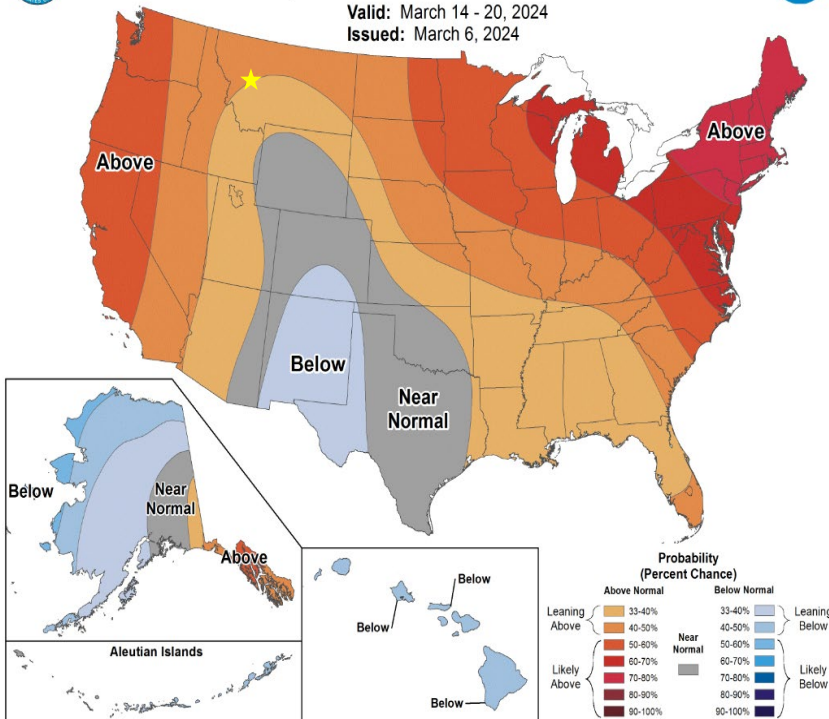 Valid: March 14 - 20, 2024
Issued: March 6, 2024
Above
Above
Below
Near
Normal
Below
Near
Normal
Above
Aleutian Islands
Below
Below
Below
Probability
(Percent Chance)
Above Normal
Below Normal
Leaning
Above
33-40%
40-50%
Likely
Above
50-60%
60-70%
70-80%
80-90%
90-100%
Near
Normal
33-40%
40-50%
Leaning
Below
50-60%
60-70%
70-80%
80-90%
90-100%
Likely
Below